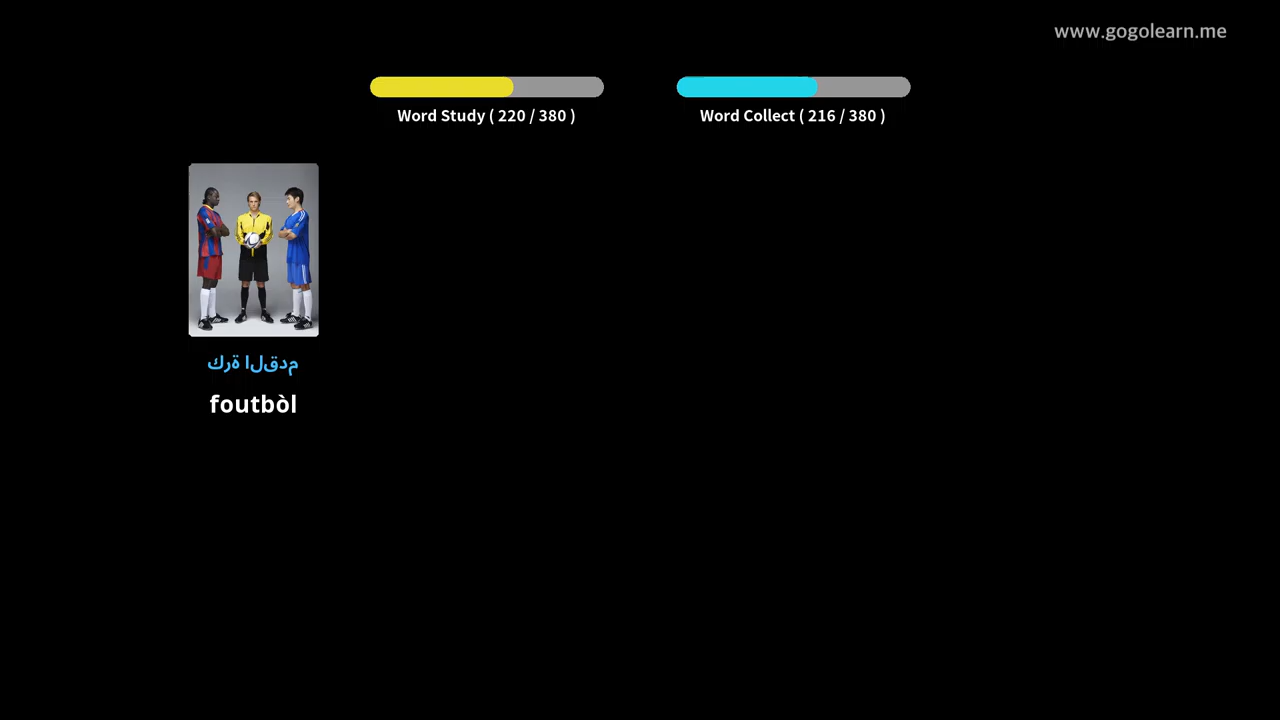 www.gogolearn.me
Word Study ( 220 / 380 )
Word Collect ( 216 / 380 )
كرة القدم
foutbòl